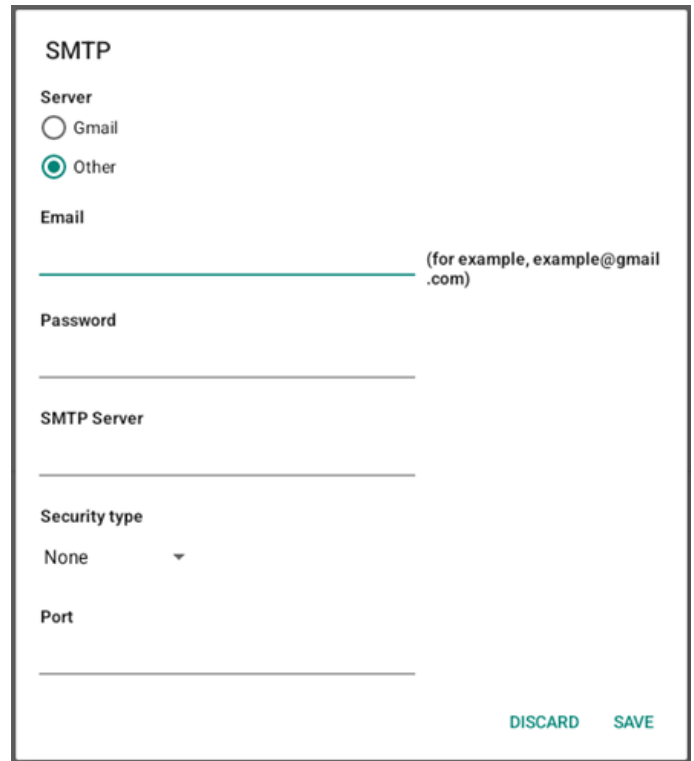 SMTP
Server
Gmail
Other
Email
(for example, example@gmail
.com)
Password
SMTP Server
Security type
None
Port
DISCARD SAVE